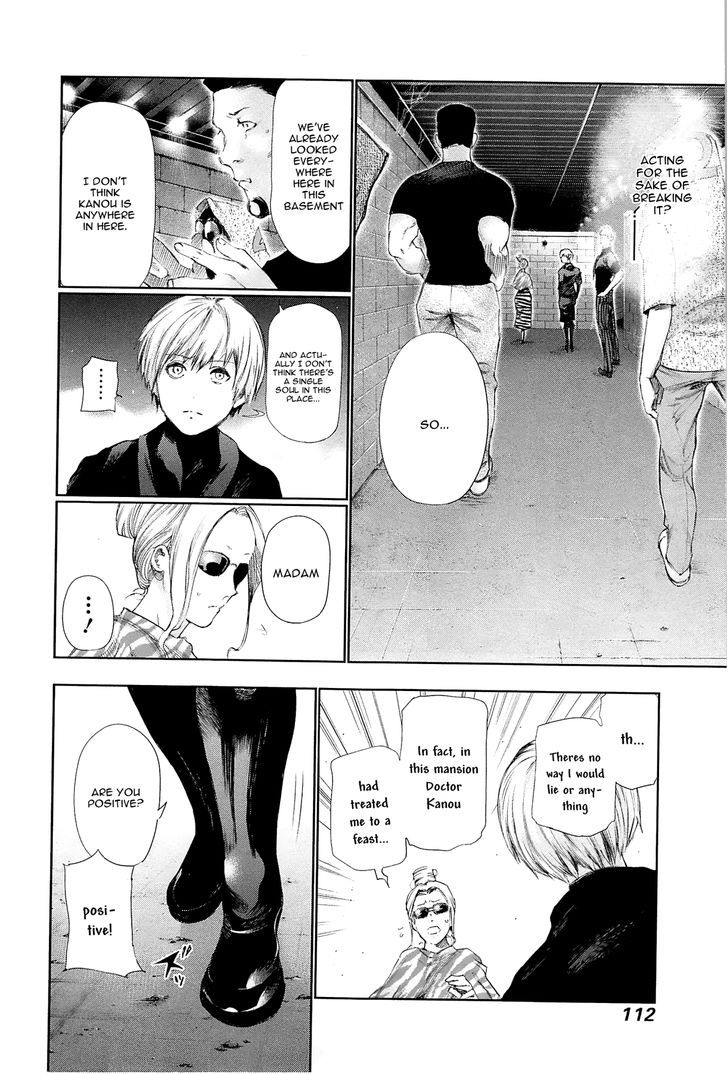 ACTING
FOR THE
SAKE OF
BREAKING
IT?
SO...
WE'VE
ALREADY
LOOKED
EVERY-
WHERE
HERE IN
THIS
BASEMENT
I DON'T
THINK
KANOU IS
ANYWHERE
IN HERE.
AND ACTU-
ALLY I DON'T
THINK THERE'S
A SINGLE
SOUL IN THIS
PLACE...
......
MADAM
...!
th...
Theres no
way I would
lie or any-
thing
In fact, in
this mansion
Doctor
Kanou
had
treated
me to a
feast...
ARE YOU
POSITIVE?
posi-
tive!
112